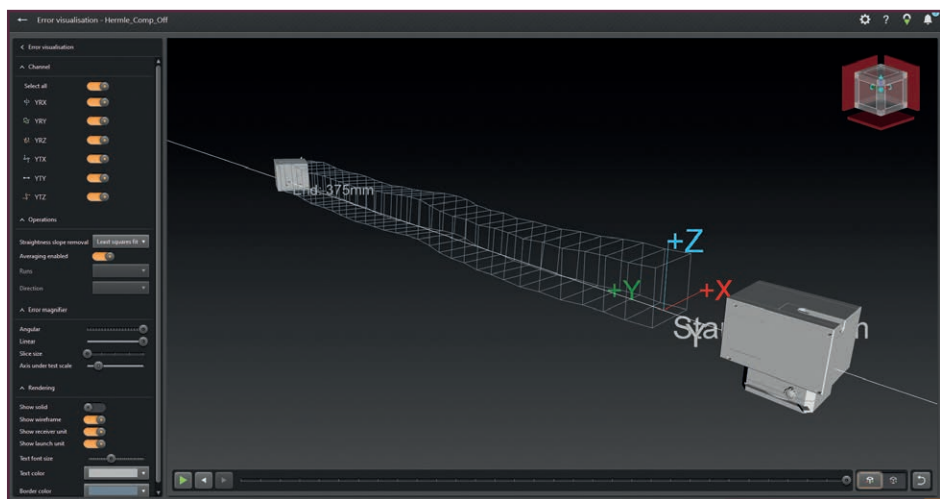 Error visualisation - Hermle_Comp_Off
?
Error visualisation
Channel
Select all
YRX
YRY
YRZ
YTX
YTY
YTZ
Operations
Straightness slope removal Least squares fit
Averaging enabled
Runs
Direction
Error magnifier
Angular
Linear
Slice size
Axis under test scale
Rendering
Show solid
Show wireframe
Show receiver unit
Show launch unit
Text font size
Text color
Border color
End: 375mm
+Z
+Y
+X
Y